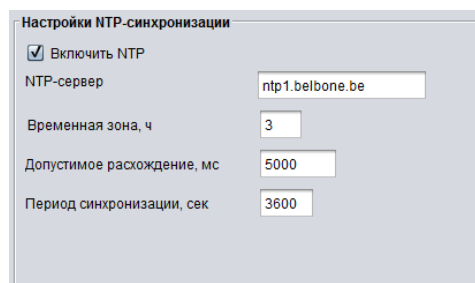 Настройки NTP-синхронизации
Включить NTP
NTP-сервер ntp1.belbone.be
Временная зона, ч 3
Допустимое расхождение, мс 5000
Период синхронизации, сек 3600